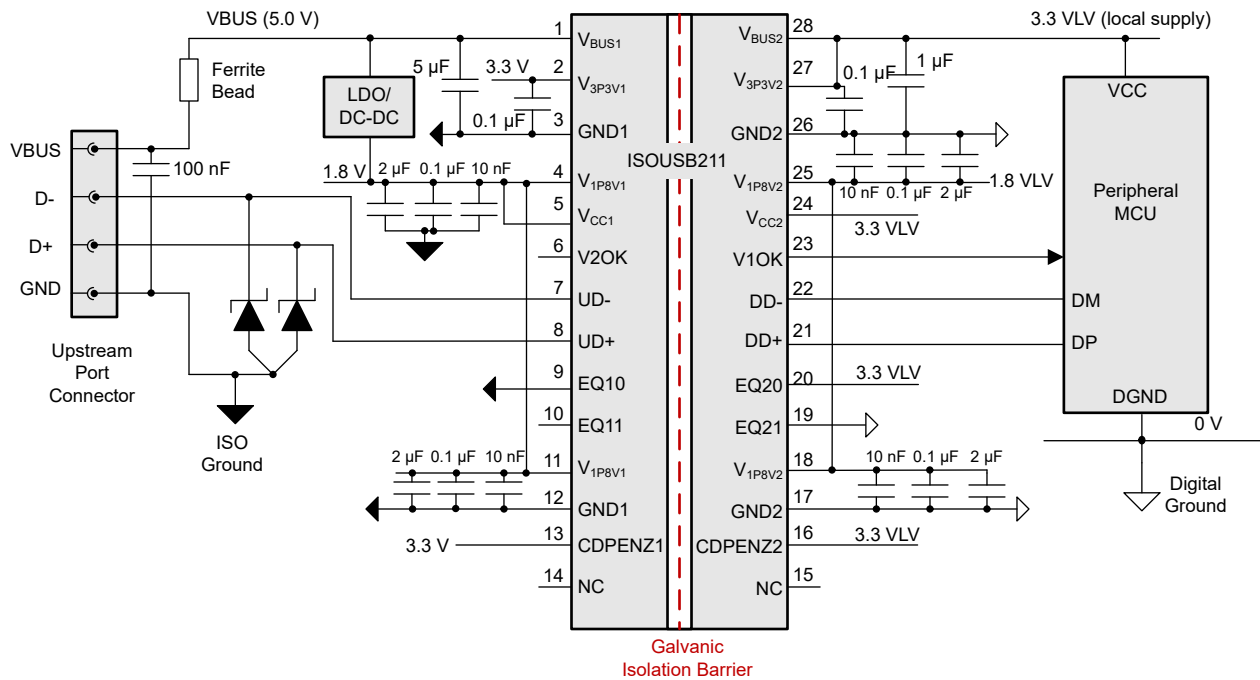 VBUS (5.0 V)
Ferrite
Bead
LDO/
DC-DC
5 µF
3.3 V
0.1 µF
VBUS
D-
D+
GND
100 nF
1.8 V
2 µF
0.1 µF
10 nF
Upstream
Port
Connector
ISO
Ground
2 µF
0.1 µF
10 nF
3.3 V
1
2
3
4
5
6
7
8
9
10
11
12
13
14
VBUS1
V3P3V1
GND1
V1P8V1
VCC1
V2OK
UD-
UD+
EQ10
EQ11
V1P8V1
GND1
CDPENZ1
NC
ISOUSB211
VBUS2
V3P3V2
GND2
V1P8V2
VCC2
V1OK
DD-
DD+
EQ20
EQ21
V1P8V2
GND2
CDPENZ2
NC
28
27
26
25
24
23
22
21
20
19
18
17
16
15
3.3 VLV (local supply)
0.1 µF
1 µF
10 nF
0.1 µF
2 µF
1.8 VLV
3.3 VLV
3.3 VLV
10 nF
0.1 µF
2 µF
3.3 VLV
VCC
Peripheral
MCU
DM
DP
DGND
0 V
Digital
Ground
Galvanic
Isolation Barrier